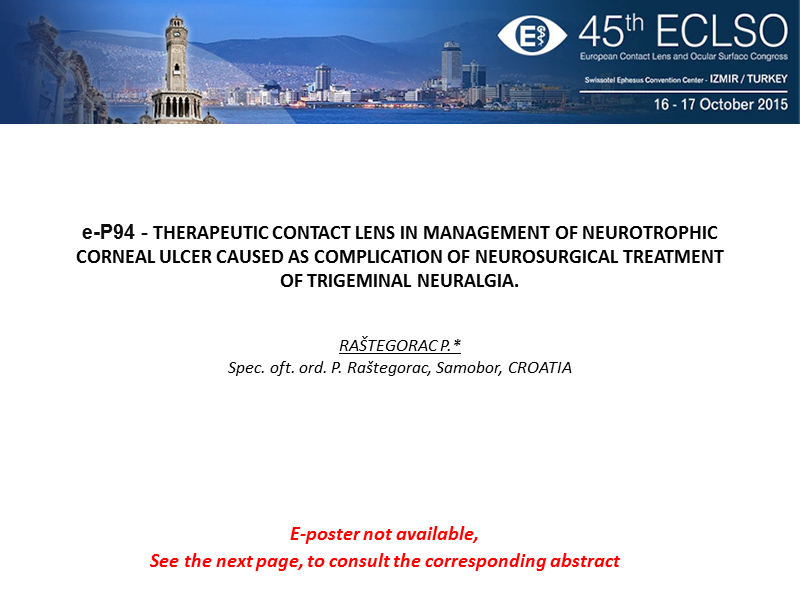 45th ECLSO
European Contact Lens and Ocular Surface Congress
Swissotel Ephesus Convention Center - IZMIR / TURKEY
16 - 17 October 2015
e-P94 - THERAPEUTIC CONTACT LENS IN MANAGEMENT OF NEUROTROPHIC
CORNEAL ULCER CAUSED AS COMPLICATION OF NEUROSURGICAL TREATMENT
OF TRIGEMINAL NEURALGIA.
RAŠTEGORAC P.*
Spec. oft. ord. P. Raštegorac, Samobor, CROATIA
E-poster not available,
See the next page, to consult the corresponding abstract